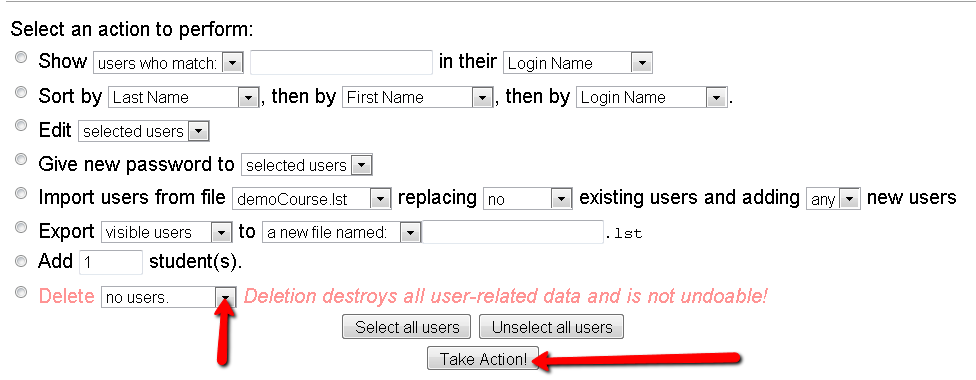 Select an action to perform:
Show users who match: in their Login Name
Sort by Last Name , then by First Name , then by Login Name .
Edit selected users
Give new password to selected users
Import users from file demoCourse.lst replacing no existing users and adding any new users
Export visible users to a new file named: .lst
Add 1 student(s).
Delete no users. Deletion destroys all user-related data and is not undoable!
Select all users Unselect all users
Take Action!